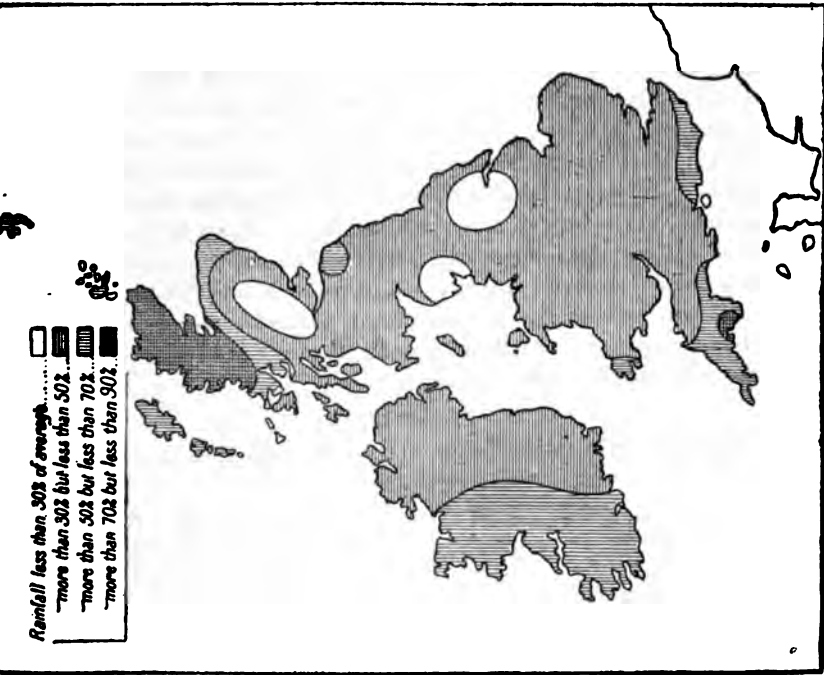 Rainfall less than 30% of average.......
" more than 30% but less than 50%...
" more than 50% but less than 70%...
" more than 70% but less than 90%...